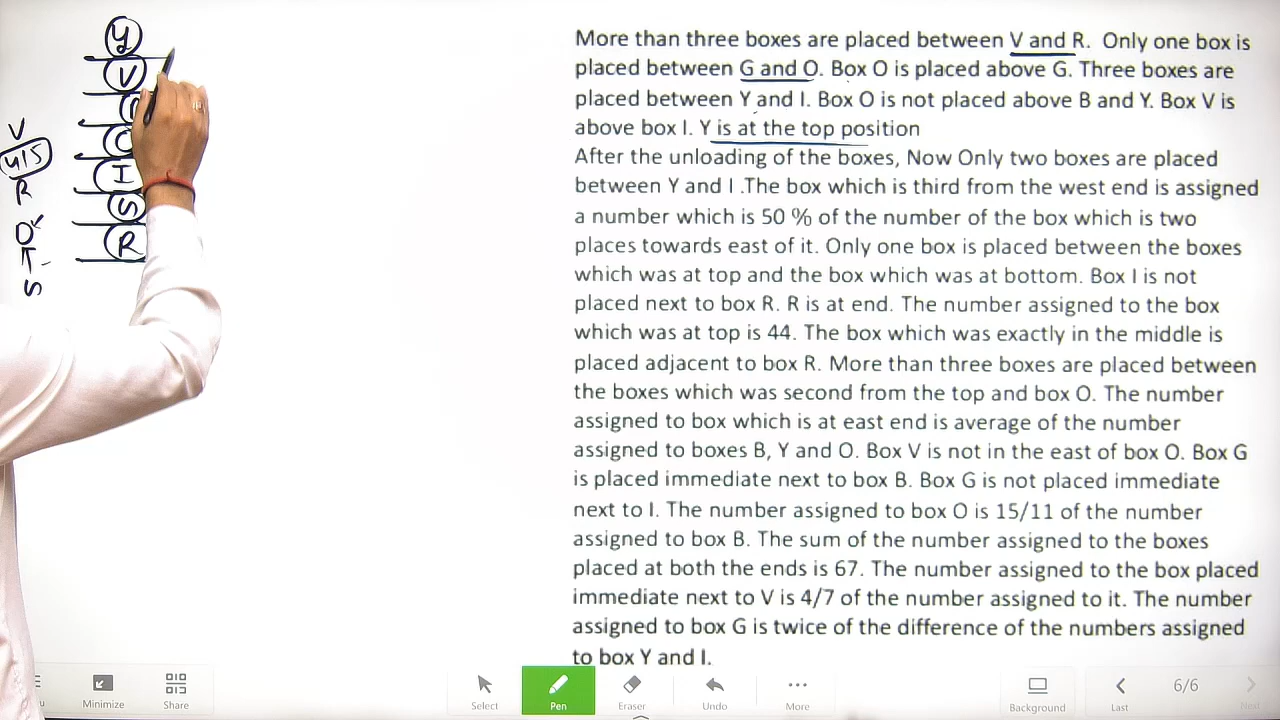 Y
V
O
I
S
R
V
4/5
R
O
I
S
More than three boxes are placed between V and R. Only one box is
placed between G and O. Box O is placed above G. Three boxes are
placed between Y and I. Box O is not placed above B and Y. Box V is
above box I. Y is at the top position
After the unloading of the boxes, Now Only two boxes are placed
between Y and I .The box which is third from the west end is assigned
a number which is 50 % of the number of the box which is two
places towards east of it. Only one box is placed between the boxes
which was at top and the box which was at bottom. Box I is not
placed next to box R. R is at end. The number assigned to the box
which was at top is 44. The box which was exactly in the middle is
placed adjacent to box R. More than three boxes are placed between
the boxes which was second from the top and box O. The number
assigned to box which is at east end is average of the number
assigned to boxes B, Y and O. Box V is not in the east of box O. Box G
is placed immediate next to box B. Box G is not placed immediate
next to I. The number assigned to box O is 15/11 of the number
assigned to box B. The sum of the number assigned to the boxes
placed at both the ends is 67. The number assigned to the box placed
immediate next to V is 4/7 of the number assigned to it. The number
assigned to box G is twice of the difference of the numbers assigned
to box Y and I.
Minimize
Share
Select
Pen
Eraser
Undo
More
Background
Last
6/6
Next